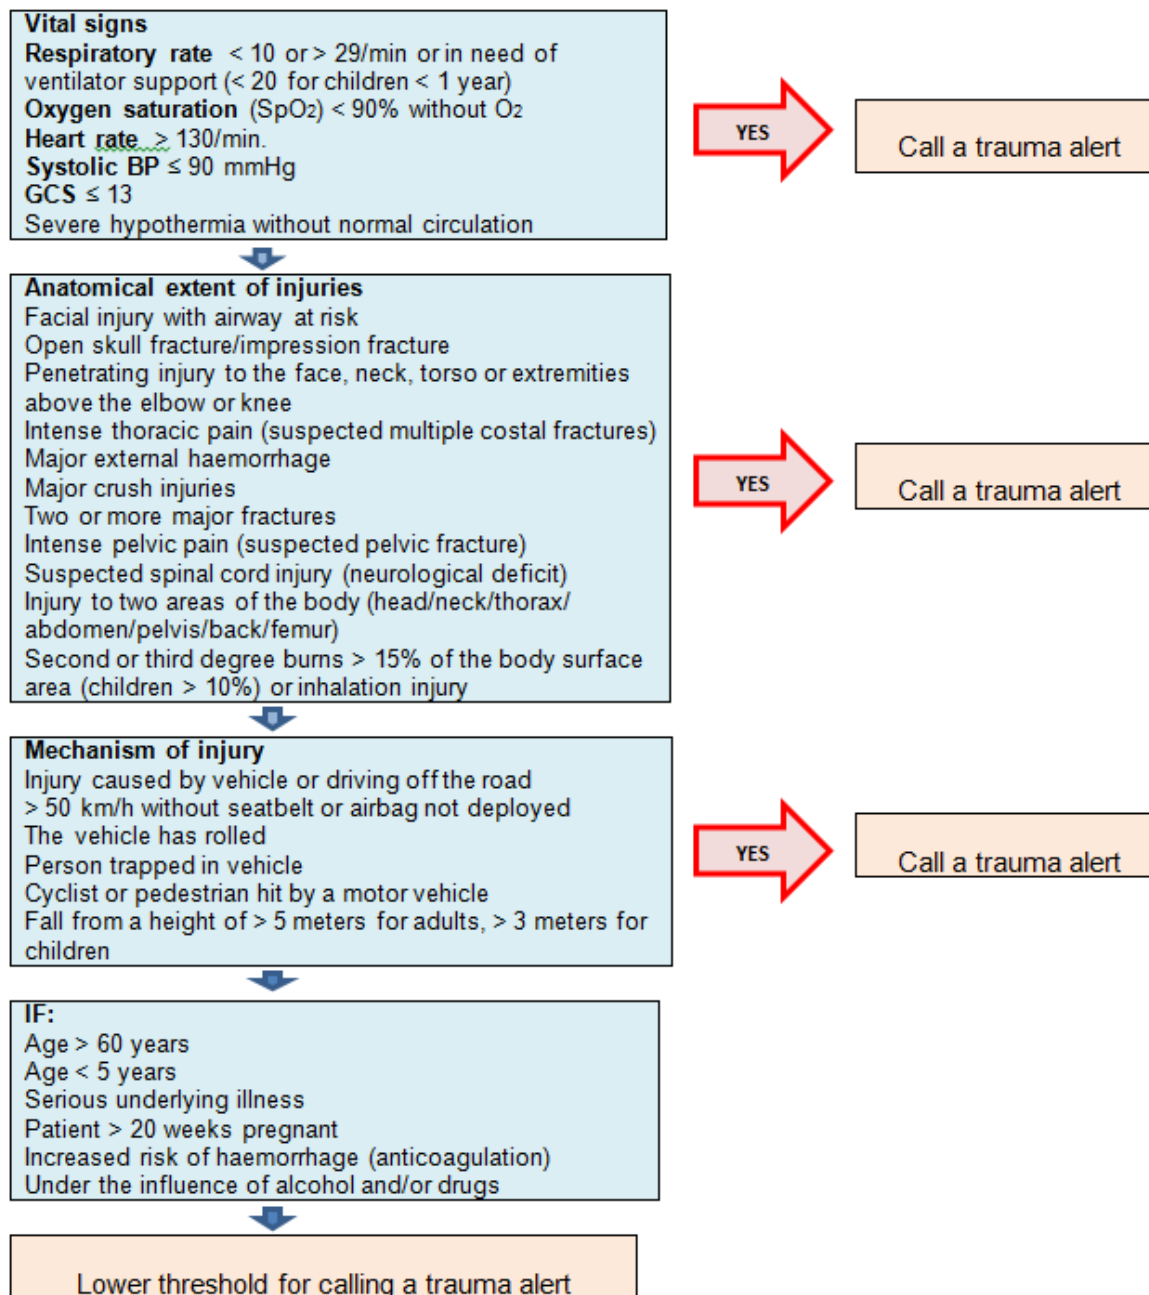 Vital signs
Respiratory rate < 10 or > 29/min or in need of
ventilator support (< 20 for children < 1 year)
Oxygen saturation (SpO2) < 90% without O2
Heart rate > 130/min.
Systolic BP ≤ 90 mmHg
GCS ≤ 13
Severe hypothermia without normal circulation
YES
Call a trauma alert
Anatomical extent of injuries
Facial injury with airway at risk
Open skull fracture/impression fracture
Penetrating injury to the face, neck, torso or extremities
above the elbow or knee
Intense thoracic pain (suspected multiple costal fractures)
Major external haemorrhage
Major crush injuries
Two or more major fractures
Intense pelvic pain (suspected pelvic fracture)
Suspected spinal cord injury (neurological deficit)
Injury to two areas of the body (head/neck/thorax/
abdomen/pelvis/back/femur)
Second or third degree burns > 15% of the body surface
area (children > 10%) or inhalation injury
YES
Call a trauma alert
Mechanism of injury
Injury caused by vehicle or driving off the road
> 50 km/h without seatbelt or airbag not deployed
The vehicle has rolled
Person trapped in vehicle
Cyclist or pedestrian hit by a motor vehicle
Fall from a height of > 5 meters for adults, > 3 meters for
children
YES
Call a trauma alert
IF:
Age > 60 years
Age < 5 years
Serious underlying illness
Patient > 20 weeks pregnant
Increased risk of haemorrhage (anticoagulation)
Under the influence of alcohol and/or drugs
Lower threshold for calling a trauma alert